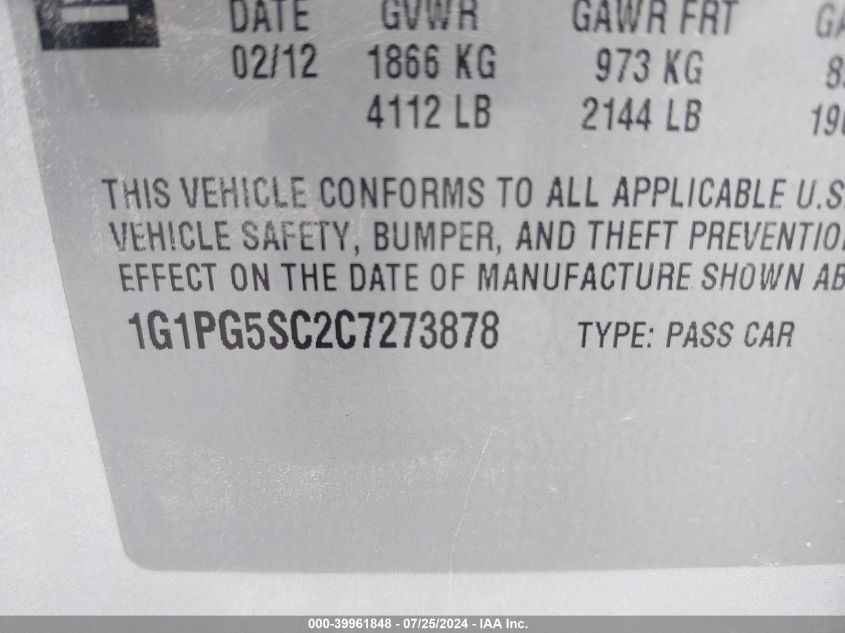 DATE GVWR GAWR FRT
02/12 1866 KG 973 KG
4112 LB 2144 LB
THIS VEHICLE CONFORMS TO ALL APPLICABLE U.S.
VEHICLE SAFETY, BUMPER, AND THEFT
EFFECT ON THE DATE OF MANUFACTURE SHOWN
1G1PG5SC2C7273878 TYPE: PASS CAR
000-39961848 - 07/25/2024 - IAA Inc.